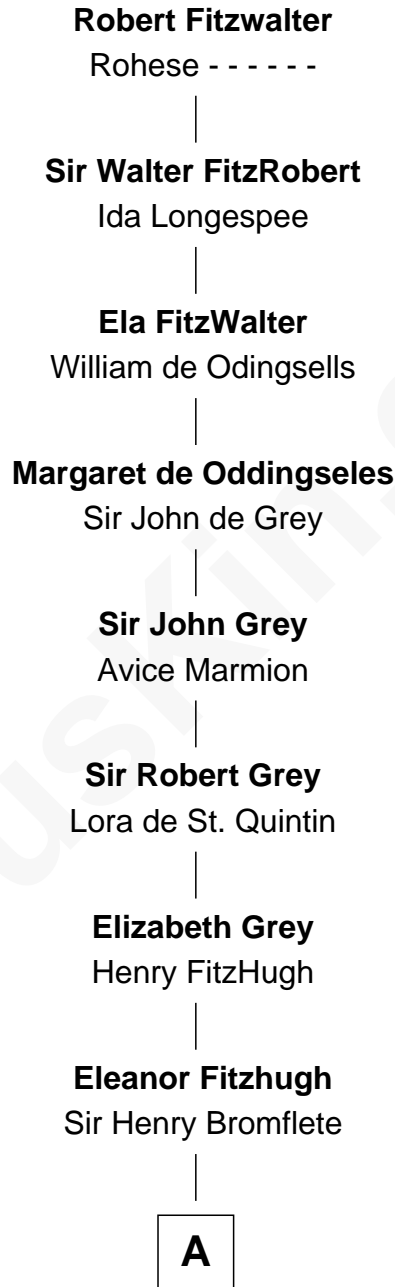 Robert Fitzwalter
Rohese - - - - - -
Sir Walter FitzRobert
Ida Longespee
Ela FitzWalter
William de Odingsells
Margaret de Oddingseles
Sir John de Grey
Sir John Grey
Avice Marmion
Sir Robert Grey
Lora de St. Quintin
Elizabeth Grey
Henry FitzHugh
Eleanor Fitzhugh
Sir Henry Bromflete
A